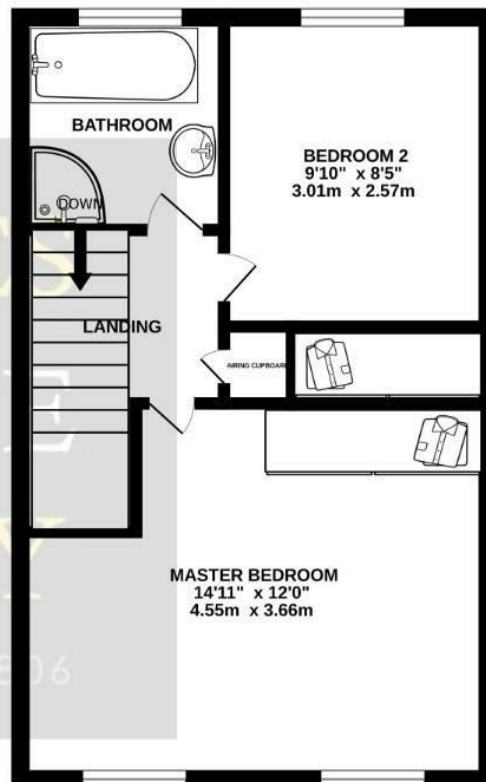 BATHROOM
BEDROOM 2
9'10" x 8'5"
3.01m x 2.57m
DOWN
LANDING
AIRING CUPBOARD
MASTER BEDROOM
14'11" x 12'0"
4.55m x 3.66m